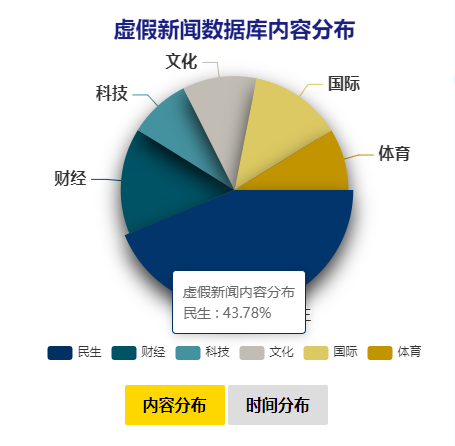 虚假新闻数据库内容分布
文化
国际
科技
体育
财经
虚假新闻内容分布
民生 : 43.78%
民生 财经 科技 文化 国际 体育
内容分布 时间分布